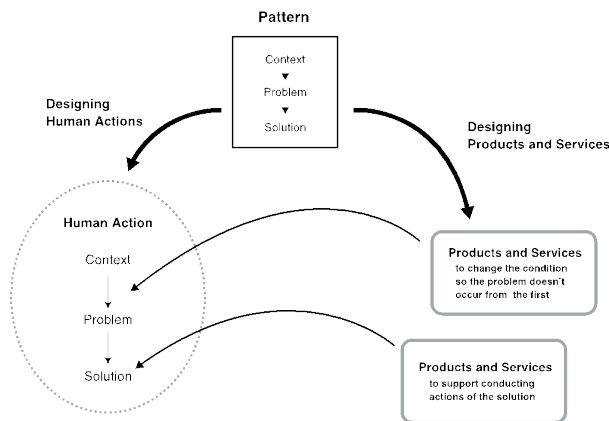 Pattern
Context
Problem
Solution
Designing
Human Actions
Designing
Products and Services
Human Action
Context
Problem
Solution
Products and Services
to change the condition
so the problem doesn't
occur from the first
Products and Services
to support conducting
actions of the solution